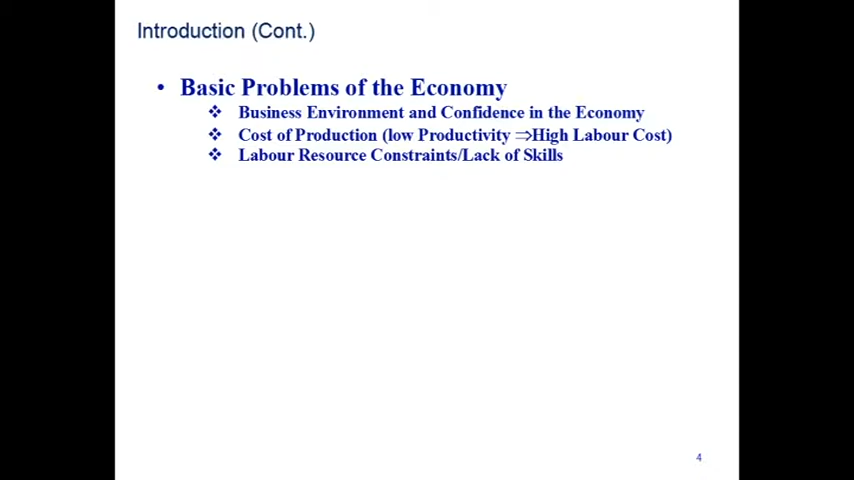 Introduction (Cont.)
• Basic Problems of the Economy
❖ Business Environment and Confidence in the Economy
❖ Cost of Production (low Productivity ⇒High Labour Cost)
❖ Labour Resource Constraints/Lack of Skills
4